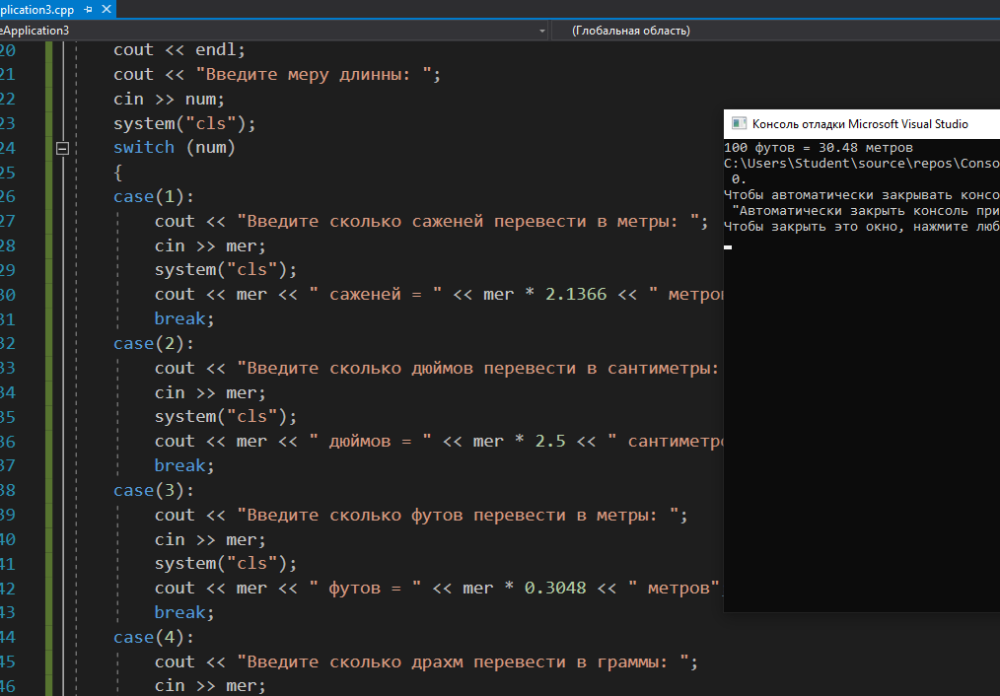 plication3.cpp
eApplication3
(Глобальная область)
20 cout << endl;
21 cout << "Введите меру длинны: ";
22 cin >> num;
23 system("cls");
24 switch (num)
25 {
26 case(1):
27 cout << "Введите сколько саженей перевести в метры: ";
28 cin >> mer;
29 system("cls");
30 cout << mer << " саженей = " << mer * 2.1366 << " метров
31 break;
32 case(2):
33 cout << "Введите сколько дюймов перевести в сантиметры:
34 cin >> mer;
35 system("cls");
36 cout << mer << " дюймов = " << mer * 2.5 << " сантиметро
37 break;
38 case(3):
39 cout << "Введите сколько футов перевести в метры: ";
40 cin >> mer;
41 system("cls");
42 cout << mer << " футов = " << mer * 0.3048 << " метров"
43 break;
44 case(4):
45 cout << "Введите сколько драхм перевести в граммы: ";
46 cin >> mer;
Консоль отладки Microsoft Visual Studio
100 футов = 30.48 метров
C:\Users\Student\source\repos\Conso
0.
Чтобы автоматически закрывать консо
"Автоматически закрыть консоль при
Чтобы закрыть это окно, нажмите люб